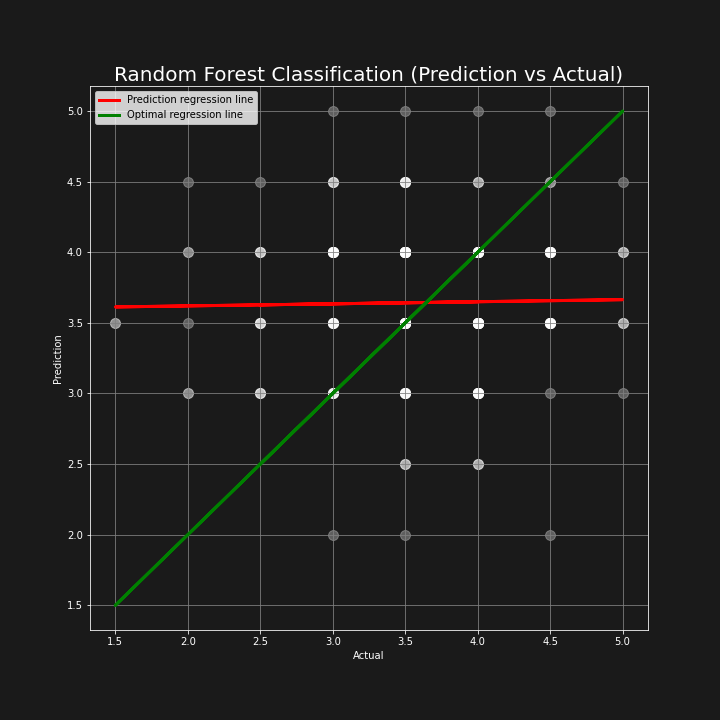 Random Forest Classification (Prediction vs Actual)
Prediction regression line
Optimal regression line
5.0
4.5
4.0
3.5
3.0
2.5
2.0
1.5
Prediction
1.5 2.0 2.5 3.0 3.5 4.0 4.5 5.0
Actual